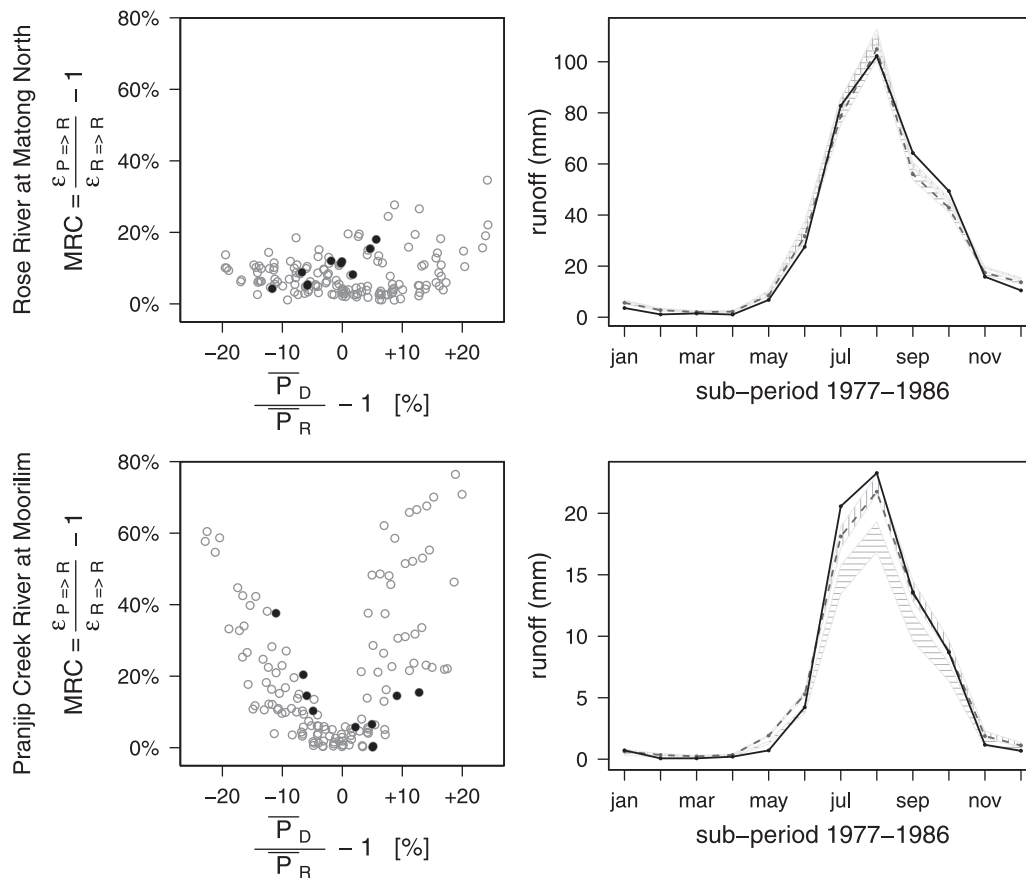 Rose River at Matong North
MRC = ε P=>R / ε R=>R − 1
80%
60%
40%
20%
0%
−20 −10 0 +10 +20
P̅ D / P̅ R − 1 [%]
runoff (mm)
100
80
60
40
20
0
jan mar may jul sep nov
sub−period 1977−1986
Pranjip Creek River at Moorilim
MRC = ε P=>R / ε R=>R − 1
80%
60%
40%
20%
0%
−20 −10 0 +10 +20
P̅ D / P̅ R − 1 [%]
runoff (mm)
20
15
10
5
0
jan mar may jul sep nov
sub−period 1977−1986